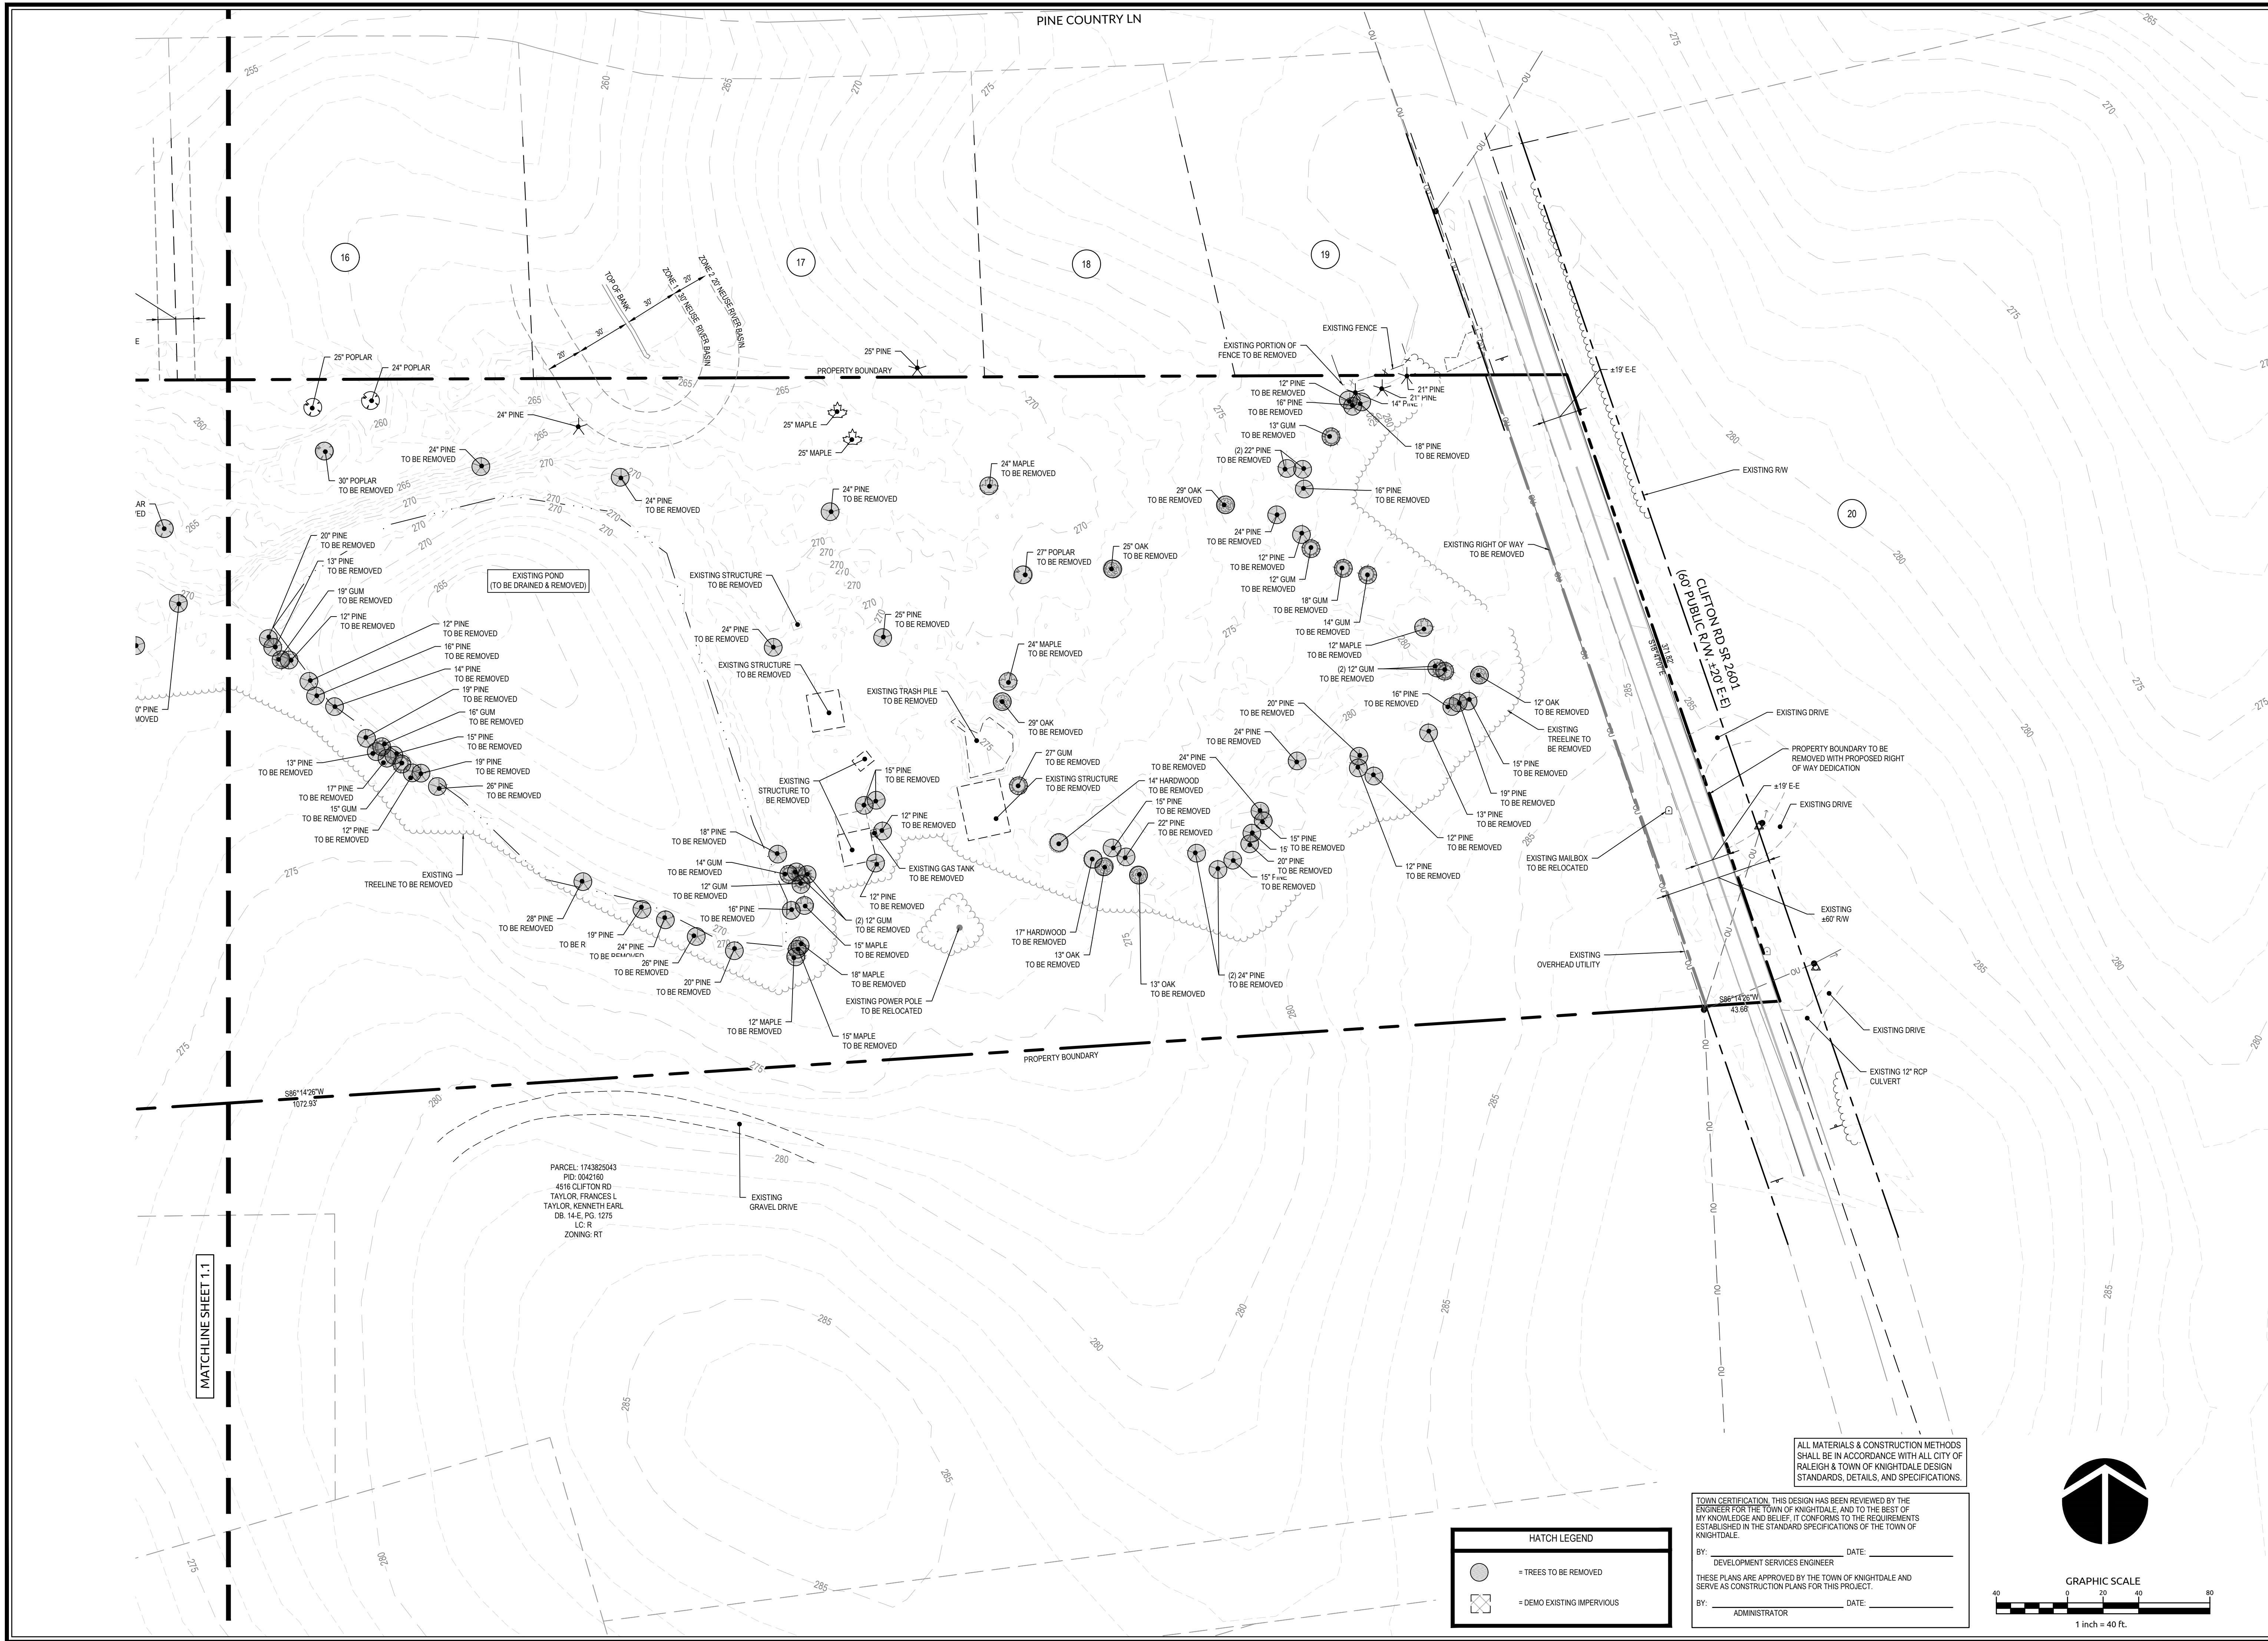 PINE COUNTRY LN
265
275
255
260
265
270
275
270
OU
OU
OU
OU
OU
16
17
18
19
20
275
275
TOP OF BANK
ZONE 1
30' NEUSE RIVER BASIN
ZONE 2
20' NEUSE RIVER BASIN
20'
30'
30'
20'
EXISTING FENCE
EXISTING PORTION OF
FENCE TO BE REMOVED
25" POPLAR
24" POPLAR
25" PINE
PROPERTY BOUNDARY
±19' E-E
12" PINE
TO BE REMOVED
16" PINE
TO BE REMOVED
21" PINE
21" PINE
14" PINE
13" GUM
TO BE REMOVED
18" PINE
TO BE REMOVED
24" PINE
25" MAPLE
25" MAPLE
24" PINE
TO BE REMOVED
(2) 22" PINE
TO BE REMOVED
30" POPLAR
TO BE REMOVED
24" PINE
TO BE REMOVED
24" PINE
TO BE REMOVED
24" MAPLE
TO BE REMOVED
29" OAK
TO BE REMOVED
16" PINE
TO BE REMOVED
EXISTING R/W
24" PINE
TO BE REMOVED
20" PINE
TO BE REMOVED
13" PINE
TO BE REMOVED
19" GUM
TO BE REMOVED
12" PINE
TO BE REMOVED
EXISTING POND
(TO BE DRAINED & REMOVED)
EXISTING STRUCTURE
TO BE REMOVED
27" POPLAR
TO BE REMOVED
25" OAK
TO BE REMOVED
12" PINE
TO BE REMOVED
12" GUM
TO BE REMOVED
18" GUM
TO BE REMOVED
14" GUM
TO BE REMOVED
EXISTING RIGHT OF WAY
TO BE REMOVED
CLIFTON RD SR 2601
(60' PUBLIC R/W, ±20' E-E)
371.82'
S18°47'07"E
12" PINE
TO BE REMOVED
16" PINE
TO BE REMOVED
14" PINE
TO BE REMOVED
19" PINE
TO BE REMOVED
16" GUM
TO BE REMOVED
15" PINE
TO BE REMOVED
19" PINE
TO BE REMOVED
26" PINE
TO BE REMOVED
24" PINE
TO BE REMOVED
25" PINE
TO BE REMOVED
24" MAPLE
TO BE REMOVED
12" MAPLE
TO BE REMOVED
(2) 12" GUM
TO BE REMOVED
EXISTING STRUCTURE
TO BE REMOVED
EXISTING TRASH PILE
TO BE REMOVED
29" OAK
TO BE REMOVED
16" PINE
TO BE REMOVED
20" PINE
TO BE REMOVED
12" OAK
TO BE REMOVED
EXISTING
TREELINE TO
BE REMOVED
EXISTING DRIVE
0" PINE
13" PINE
TO BE REMOVED
17" PINE
TO BE REMOVED
15" GUM
TO BE REMOVED
12" PINE
TO BE REMOVED
EXISTING
STRUCTURE TO
BE REMOVED
15" PINE
TO BE REMOVED
27" GUM
TO BE REMOVED
EXISTING STRUCTURE
TO BE REMOVED
24" PINE
TO BE REMOVED
24" PINE
TO BE REMOVED
14" HARDWOOD
TO BE REMOVED
15" PINE
TO BE REMOVED
22" PINE
TO BE REMOVED
15" PINE
TO BE REMOVED
19" PINE
TO BE REMOVED
13" PINE
TO BE REMOVED
12" PINE
TO BE REMOVED
12" PINE
TO BE REMOVED
PROPERTY BOUNDARY TO BE
REMOVED WITH PROPOSED RIGHT
OF WAY DEDICATION
±19' E-E
EXISTING DRIVE
EXISTING MAILBOX
TO BE RELOCATED
18" PINE
TO BE REMOVED
14" GUM
TO BE REMOVED
12" GUM
TO BE REMOVED
16" PINE
TO BE REMOVED
12" PINE
TO BE REMOVED
EXISTING GAS TANK
TO BE REMOVED
12" PINE
TO BE REMOVED
(2) 12" GUM
TO BE REMOVED
15" MAPLE
TO BE REMOVED
18" MAPLE
TO BE REMOVED
EXISTING POWER POLE
TO BE RELOCATED
15" PINE
TO BE REMOVED
20" PINE
TO BE REMOVED
TO BE REMOVED
17" HARDWOOD
TO BE REMOVED
13" OAK
TO BE REMOVED
13" OAK
TO BE REMOVED
(2) 24" PINE
TO BE REMOVED
EXISTING
TREELINE TO BE REMOVED
28" PINE
TO BE REMOVED
19" PINE
TO BE R
24" PINE
TO BE REMOVED
26" PINE
TO BE REMOVED
20" PINE
TO BE REMOVED
12" MAPLE
TO BE REMOVED
15" MAPLE
TO BE REMOVED
EXISTING
±60' R/W
EXISTING
OVERHEAD UTILITY
S86°14'26"W
43.66'
EXISTING DRIVE
EXISTING 12" RCP
CULVERT
PROPERTY BOUNDARY
S86°14'26"W
1072.93'
PARCEL: 1743825043
PID: 0042160
4516 CLIFTON RD
TAYLOR, FRANCES L
TAYLOR, KENNETH EARL
DB. 14-E, PG. 1275
LC: R
ZONING: RT
EXISTING
GRAVEL DRIVE
MATCHLINE SHEET 1.1
ALL MATERIALS & CONSTRUCTION METHODS
SHALL BE IN ACCORDANCE WITH ALL CITY OF
RALEIGH & TOWN OF KNIGHTDALE DESIGN
STANDARDS, DETAILS, AND SPECIFICATIONS.
TOWN CERTIFICATION. THIS DESIGN HAS BEEN REVIEWED BY THE
ENGINEER FOR THE TOWN OF KNIGHTDALE, AND TO THE BEST OF
MY KNOWLEDGE AND BELIEF, IT CONFORMS TO THE REQUIREMENTS
ESTABLISHED IN THE STANDARD SPECIFICATIONS OF THE TOWN OF
KNIGHTDALE.
BY: DATE:
DEVELOPMENT SERVICES ENGINEER
THESE PLANS ARE APPROVED BY THE TOWN OF KNIGHTDALE AND
SERVE AS CONSTRUCTION PLANS FOR THIS PROJECT.
BY: DATE:
ADMINISTRATOR
HATCH LEGEND
= TREES TO BE REMOVED
= DEMO EXISTING IMPERVIOUS
GRAPHIC SCALE
40 0 20 40 80
1 inch = 40 ft.